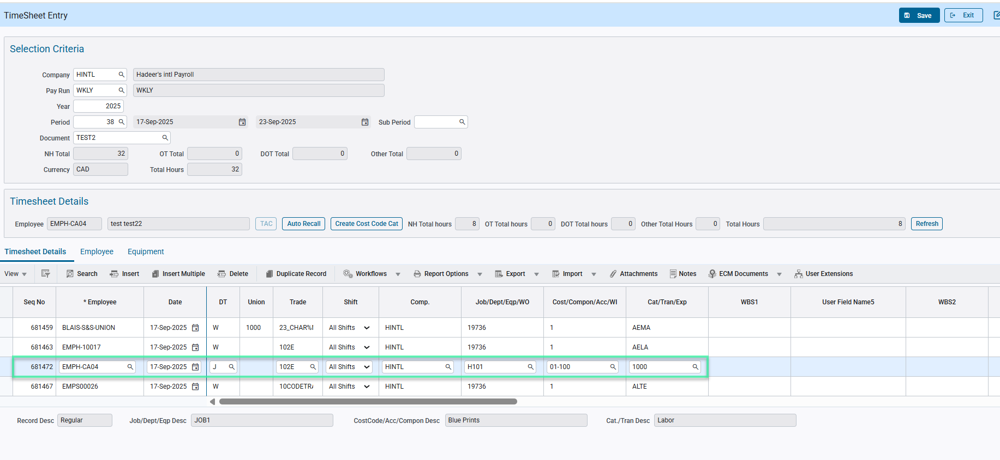 TimeSheet Entry Save Exit
Selection Criteria
Company HINTL Hadeer's intl Payroll
Pay Run WKLY WKLY
Year 2025
Period 38 17-Sep-2025 23-Sep-2025 Sub Period
Document TEST2
NH Total 32 OT Total 0 DOT Total 0 Other Total 0
Currency CAD Total Hours 32
Timesheet Details
Employee EMPH-CA04 test test22 TAC Auto Recall Create Cost Code Cat NH Total hours 8 OT Total hours 0 DOT Total hours 0 Other Total Hours 0 Total Hours 8 Refresh
Timesheet Details Employee Equipment
View Search Insert Insert Multiple Delete Duplicate Record Workflows Report Options Export Import Attachments Notes ECM Documents User Extensions
Seq No * Employee Date DT Union Trade Shift Comp. Job/Dept/Eqp/WO Cost/Compon/Acc/WI Cat/Tran/Exp WBS1 User Field Name5 WBS2
681459 BLAIS-S&S-UNION 17-Sep-2025 W 1000 23_CHAR%I All Shifts HINTL 19736 1 AEMA
681463 EMPH-10017 17-Sep-2025 W 102E All Shifts HINTL 19736 1 AELA
681472 EMPH-CA04 17-Sep-2025 J 102E All Shifts HINTL H101 01-100 1000
681467 EMPS00026 17-Sep-2025 W 10CODETRA All Shifts HINTL 19736 1 ALTE
Record Desc Regular Job/Dept/Eqp Desc JOB1 CostCode/Acc/Compon Desc Blue Prints Cat./Tran Desc Labor